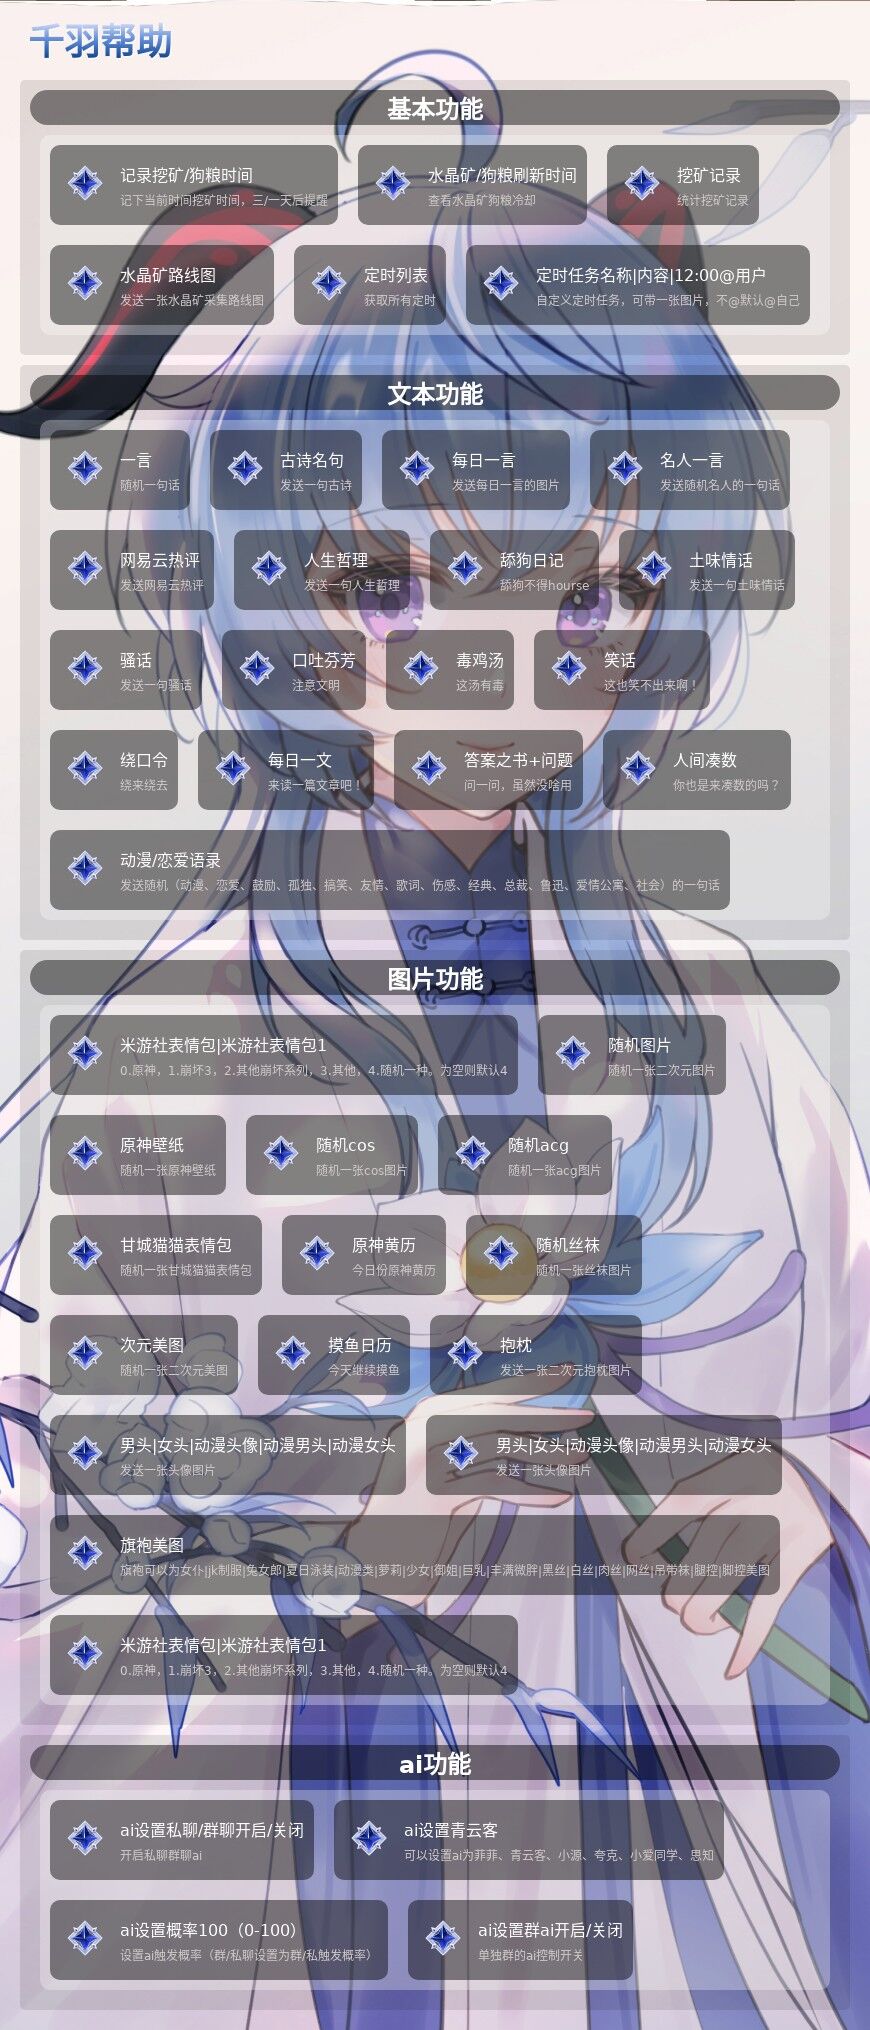 千羽帮助
基本功能
记录挖矿/狗粮时间
记下当前时间挖矿时间，三/一天后提醒
水晶矿/狗粮刷新时间
查看水晶矿狗粮冷却
挖矿记录
统计挖矿记录
水晶矿路线图
发送一张水晶矿采集路线图
定时列表
获取所有定时
定时任务名称|内容|12:00@用户
自定义定时任务，可带一张图片，不@默认@自己
文本功能
一言
随机一句话
古诗名句
发送一句古诗
每日一言
发送每日一言的图片
名人一言
发送随机名人的一句话
网易云热评
发送网易云热评
人生哲理
发送一句人生哲理
舔狗日记
舔狗不得hourse
土味情话
发送一句土味情话
骚话
发送一句骚话
口吐芬芳
注意文明
毒鸡汤
这汤有毒
笑话
这也笑不出来啊！
绕口令
绕来绕去
每日一文
来读一篇文章吧！
答案之书+问题
问一问，虽然没啥用
人间凑数
你也是来凑数的吗？
动漫/恋爱语录
发送随机（动漫、恋爱、鼓励、孤独、搞笑、友情、歌词、伤感、经典、总裁、鲁迅、爱情公寓、社会）的一句话
图片功能
米游社表情包|米游社表情包1
0.原神，1.崩坏3，2.其他崩坏系列，3.其他，4.随机一种。为空则默认4
随机图片
随机一张二次元图片
原神壁纸
随机一张原神壁纸
随机cos
随机一张cos图片
随机acg
随机一张acg图片
甘城猫猫表情包
随机一张甘城猫猫表情包
原神黄历
今日份原神黄历
随机丝袜
随机一张丝袜图片
次元美图
随机一张二次元美图
摸鱼日历
今天继续摸鱼
抱枕
发送一张二次元抱枕图片
男头|女头|动漫头像|动漫男头|动漫女头
发送一张头像图片
男头|女头|动漫头像|动漫男头|动漫女头
发送一张头像图片
旗袍美图
旗袍可以为女仆|jk制服|兔女郎|夏日泳装|动漫类|萝莉|少女|御姐|巨乳|丰满微胖|黑丝|白丝|肉丝|网丝|吊带袜|腿控|脚控美图
米游社表情包|米游社表情包1
0.原神，1.崩坏3，2.其他崩坏系列，3.其他，4.随机一种。为空则默认4
ai功能
ai设置私聊/群聊开启/关闭
开启私聊群聊ai
ai设置青云客
可以设置ai为菲菲、青云客、小源、夸克、小爱同学、思知
ai设置概率100（0-100）
设置ai触发概率（群/私聊设置为群/私触发概率）
ai设置群ai开启/关闭
单独群的ai控制开关